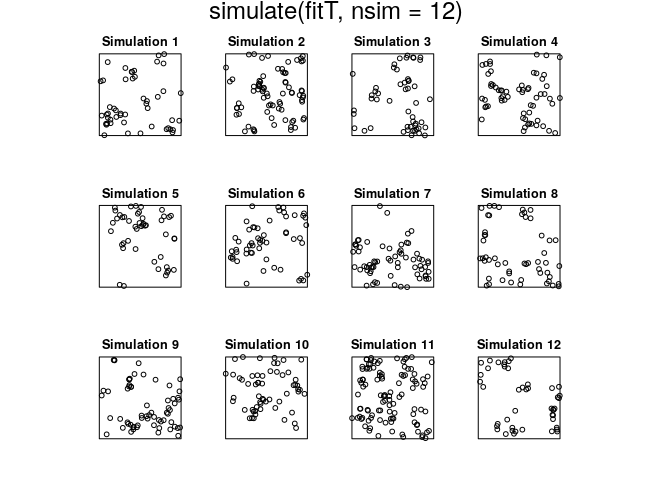 simulate(fitT, nsim = 12)
Simulation 1
Simulation 2
Simulation 3
Simulation 4
Simulation 5
Simulation 6
Simulation 7
Simulation 8
Simulation 9
Simulation 10
Simulation 11
Simulation 12